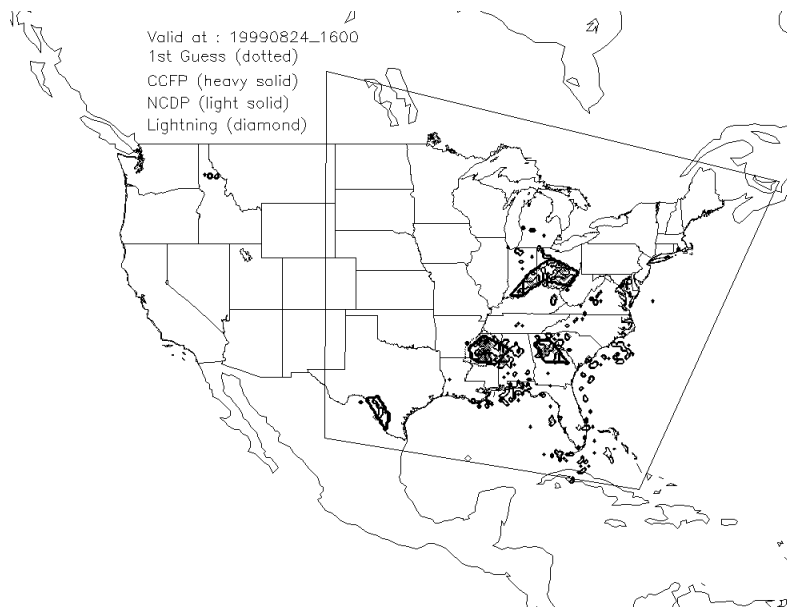 Valid at : 19990824_1600
1st Guess (dotted)
CCFP (heavy solid)
NCDP (light solid)
Lightning (diamond)